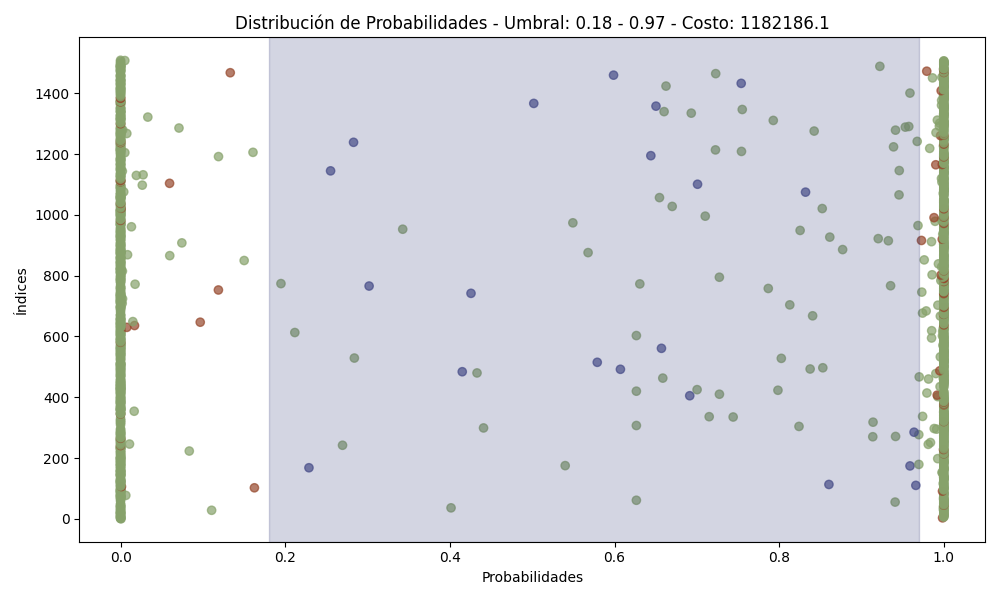 Distribución de Probabilidades - Umbral: 0.18 - 0.97 - Costo: 1182186.1
1400
1200
1000
800
600
400
200
0
Índices
0.0 0.2 0.4 0.6 0.8 1.0
Probabilidades